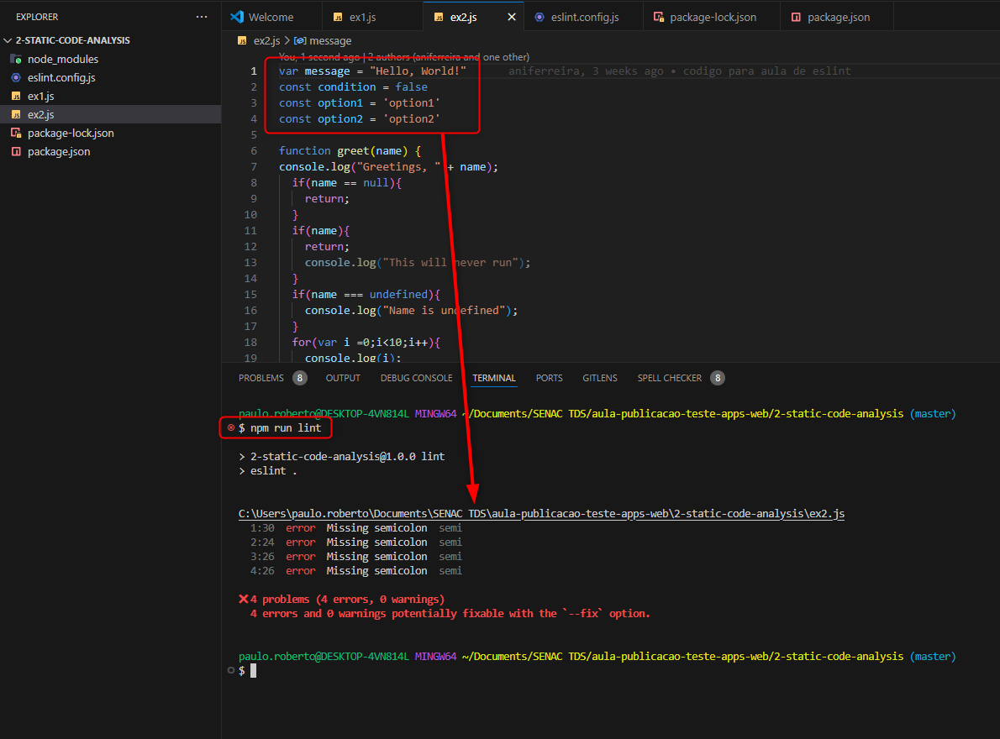 EXPLORER ···
Welcome
ex1.js
ex2.js
eslint.config.js
package-lock.json
package.json
2-STATIC-CODE-ANALYSIS
node_modules
eslint.config.js
ex1.js
ex2.js
package-lock.json
package.json
ex2.js > message
You, 1 second ago | 2 authors (aniferreira and one other)
1 var message = "Hello, World!" aniferreira, 3 weeks ago • codigo para aula de eslint
2 const condition = false
3 const option1 = 'option1'
4 const option2 = 'option2'
5
6 function greet(name) {
7 console.log("Greetings, " + name);
8 if(name == null){
9 return;
10 }
11 if(name){
12 return;
13 console.log("This will never run");
14 }
15 if(name === undefined){
16 console.log("Name is undefined");
17 }
18 for(var i =0;i<10;i++){
19 console.log(i);
PROBLEMS 8 OUTPUT DEBUG CONSOLE TERMINAL PORTS GITLENS SPELL CHECKER 8
paulo.roberto@DESKTOP-4VN814L MINGW64 ~/Documents/SENAC TDS/aula-publicacao-teste-apps-web/2-static-code-analysis (master)
$ npm run lint
> 2-static-code-analysis@1.0.0 lint
> eslint .
C:\Users\paulo.roberto\Documents\SENAC TDS\aula-publicacao-teste-apps-web\2-static-code-analysis\ex2.js
1:30 error Missing semicolon semi
2:24 error Missing semicolon semi
3:26 error Missing semicolon semi
4:26 error Missing semicolon semi
❌4 problems (4 errors, 0 warnings)
4 errors and 0 warnings potentially fixable with the `--fix` option.
paulo.roberto@DESKTOP-4VN814L MINGW64 ~/Documents/SENAC TDS/aula-publicacao-teste-apps-web/2-static-code-analysis (master)
$